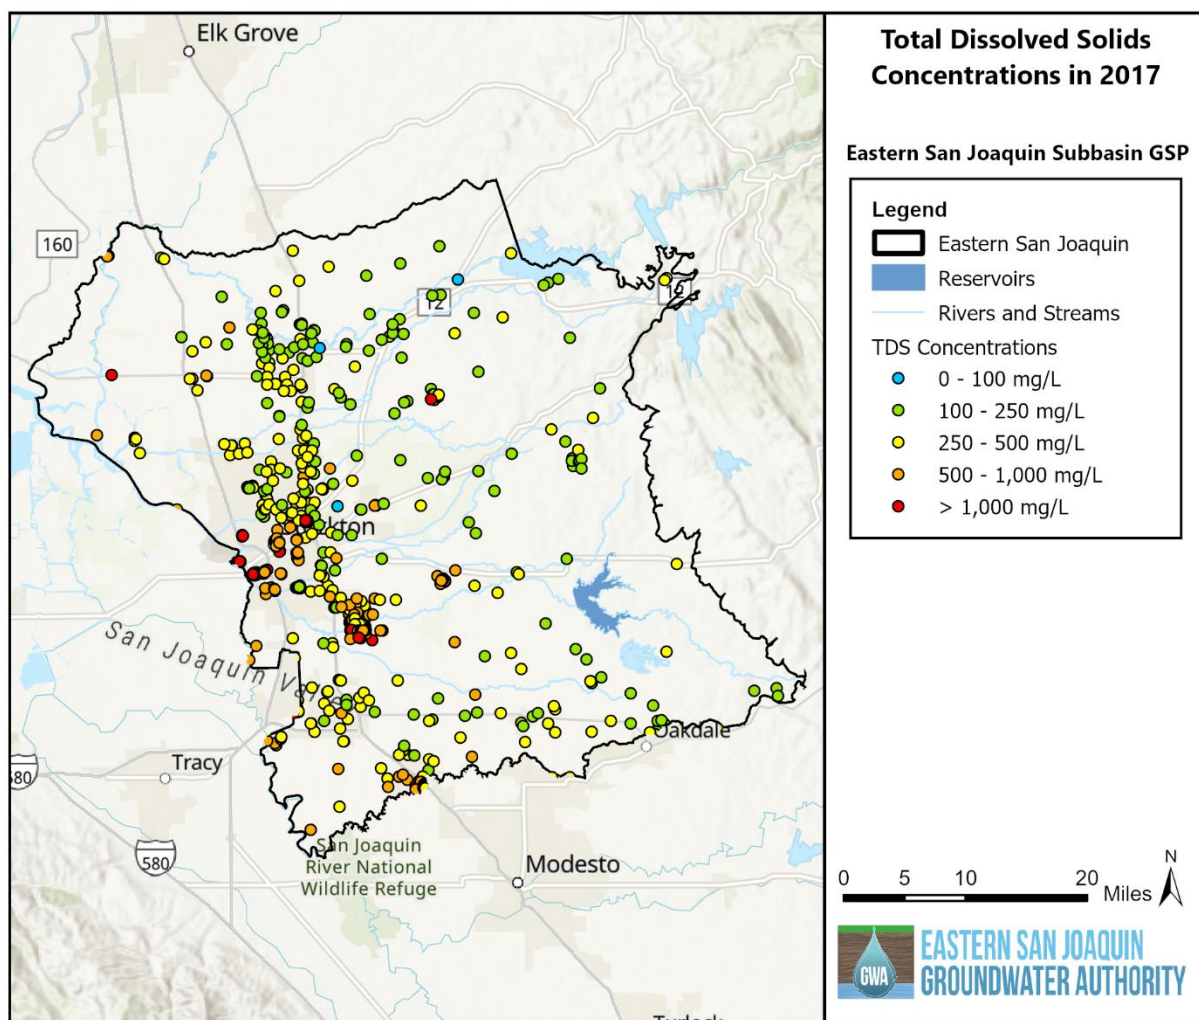 Elk Grove
160
12
12
ckton
San Joaquin Va
Oakdale
Tracy
580
580
San Joaquin
River National
Wildlife Refuge
Modesto
Turlock
Total Dissolved Solids
Concentrations in 2017
Eastern San Joaquin Subbasin GSP
Legend
Eastern San Joaquin
Reservoirs
Rivers and Streams
TDS Concentrations
0 - 100 mg/L
100 - 250 mg/L
250 - 500 mg/L
500 - 1,000 mg/L
> 1,000 mg/L
N
0 5 10 20
Miles
GWA
EASTERN SAN JOAQUIN
GROUNDWATER AUTHORITY